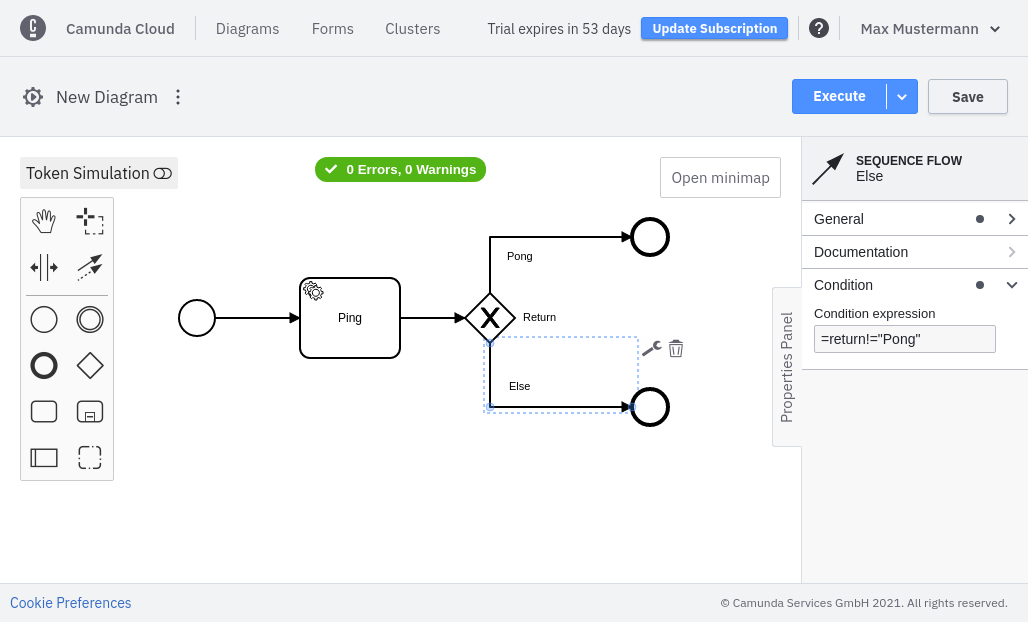 Camunda Cloud
Diagrams
Forms
Clusters
Trial expires in 53 days
Update Subscription
?
Max Mustermann
New Diagram
Execute
Save
Token Simulation
0 Errors, 0 Warnings
Open minimap
SEQUENCE FLOW
Else
General
Documentation
Condition
Condition expression
=return!="Pong"
Properties Panel
Pong
Ping
Return
Else
Cookie Preferences
© Camunda Services GmbH 2021. All rights reserved.